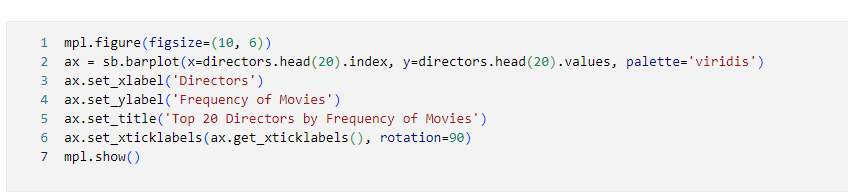 1 mpl.figure(figsize=(10, 6))
2 ax = sb.barplot(x=directors.head(20).index, y=directors.head(20).values, palette='viridis')
3 ax.set_xlabel('Directors')
4 ax.set_ylabel('Frequency of Movies')
5 ax.set_title('Top 20 Directors by Frequency of Movies')
6 ax.set_xticklabels(ax.get_xticklabels(), rotation=90)
7 mpl.show()